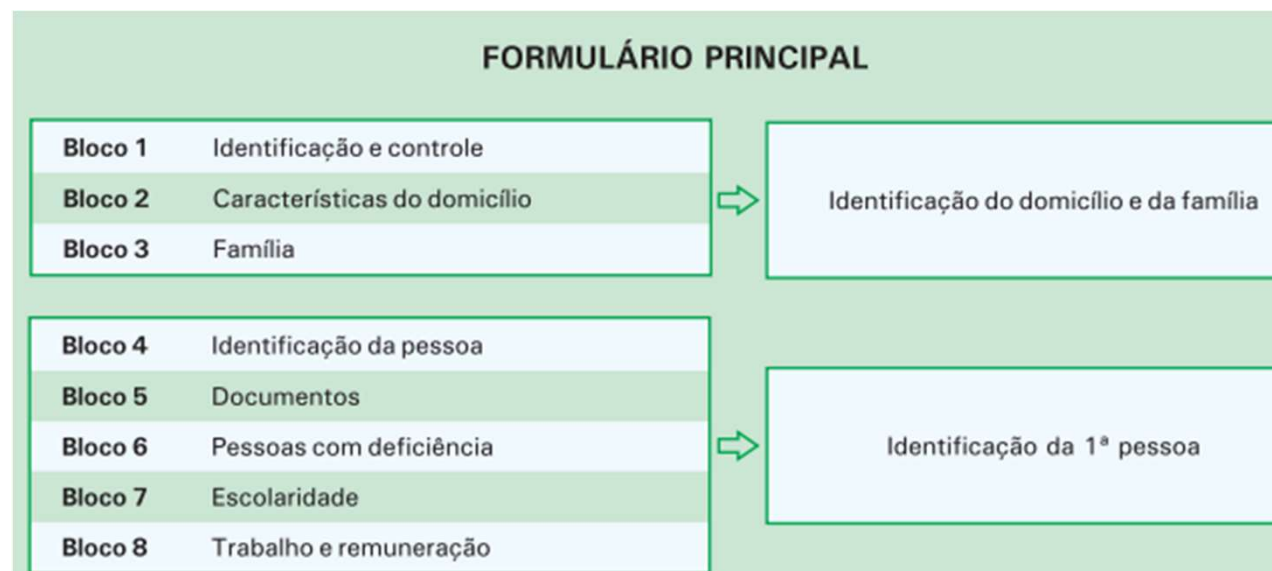 FORMULÁRIO PRINCIPAL
Bloco 1 Identificação e controle
Bloco 2 Características do domicílio
Bloco 3 Família
Identificação do domicílio e da família
Bloco 4 Identificação da pessoa
Bloco 5 Documentos
Bloco 6 Pessoas com deficiência
Bloco 7 Escolaridade
Bloco 8 Trabalho e remuneração
Identificação da 1ª pessoa